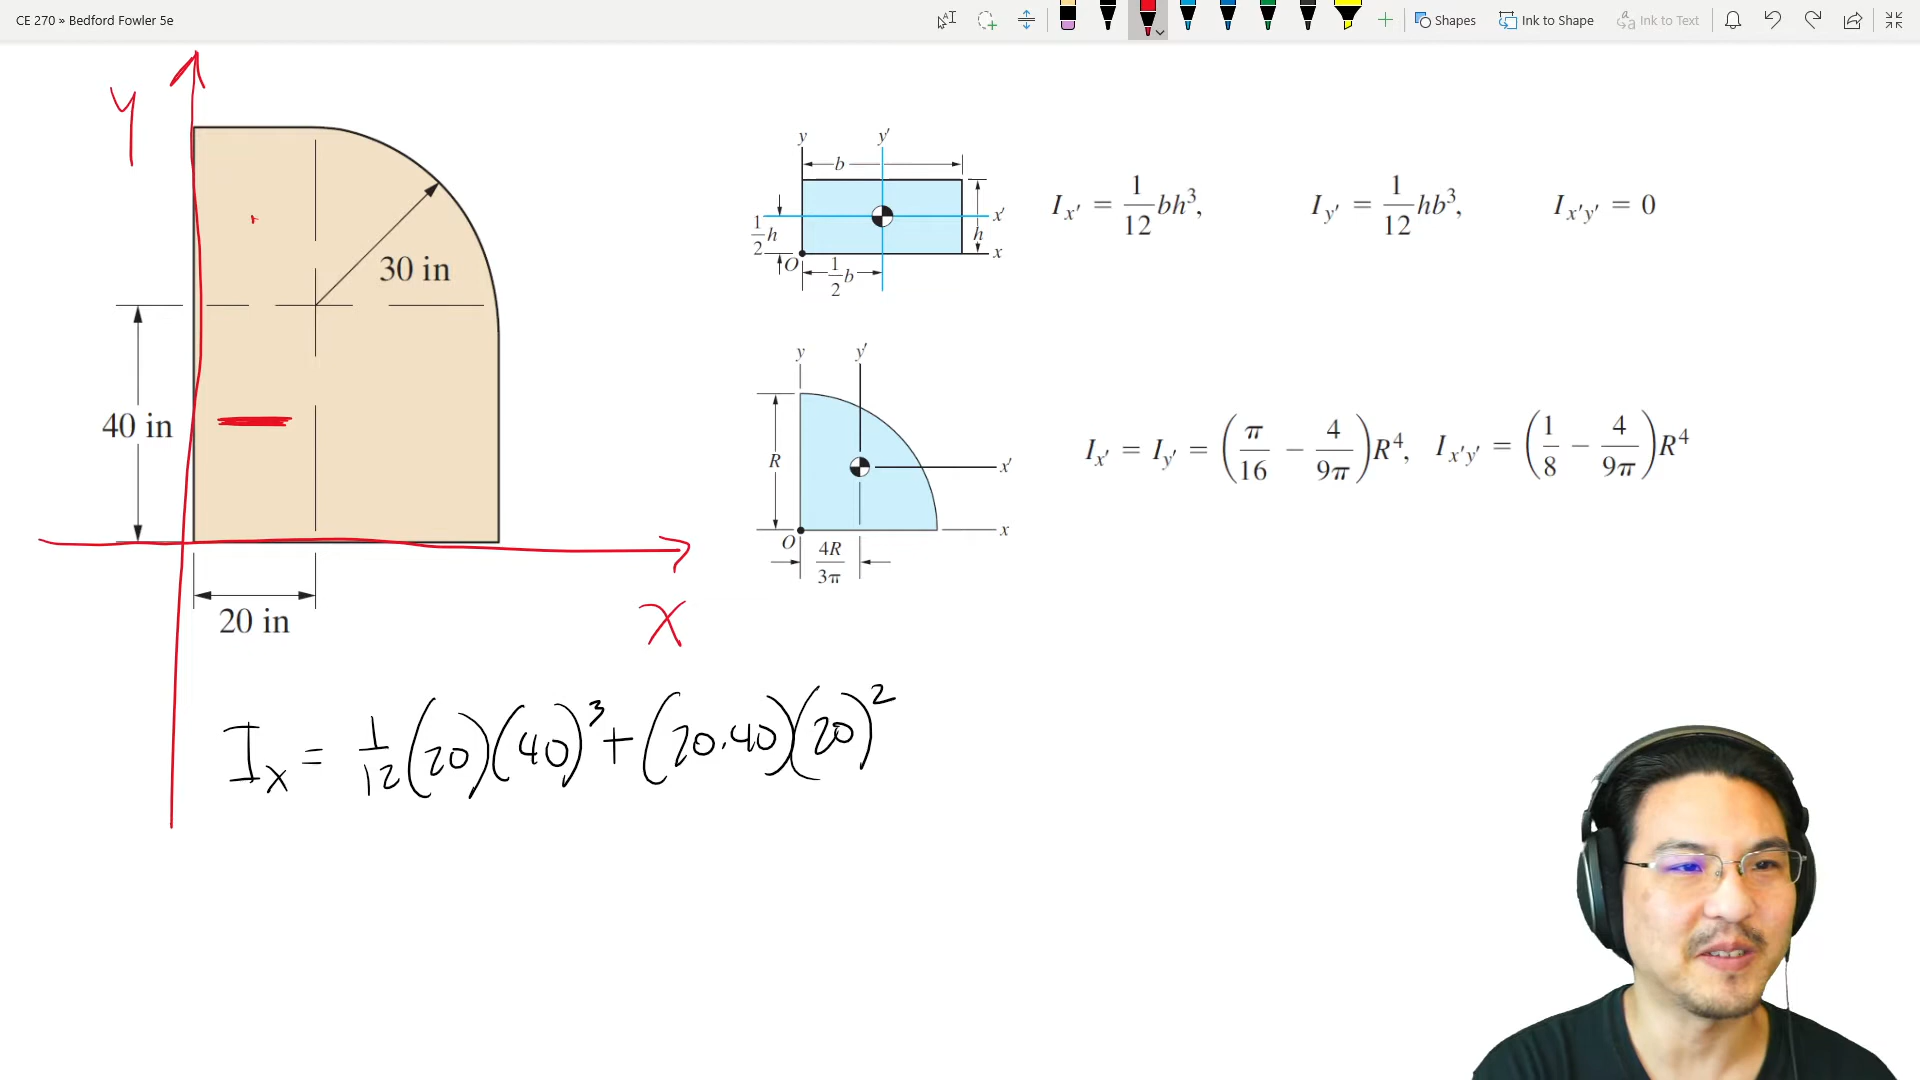 CE 270 » Bedford Fowler 5e
Shapes Ink to Shape Ink to Text
y
30 in
40 in
20 in
x
y y′
b
x′
1/2 h
h
x
O
1/2 b
I_x′ = 1/12 bh³, I_y′ = 1/12 hb³, I_x′y′ = 0
y y′
R
x′
O
x
4R/3π
I_x′ = I_y′ = (π/16 − 4/9π)R⁴, I_x′y′ = (1/8 − 4/9π)R⁴
I_x = 1/12 (20)(40)³ + (20·40)(20)²